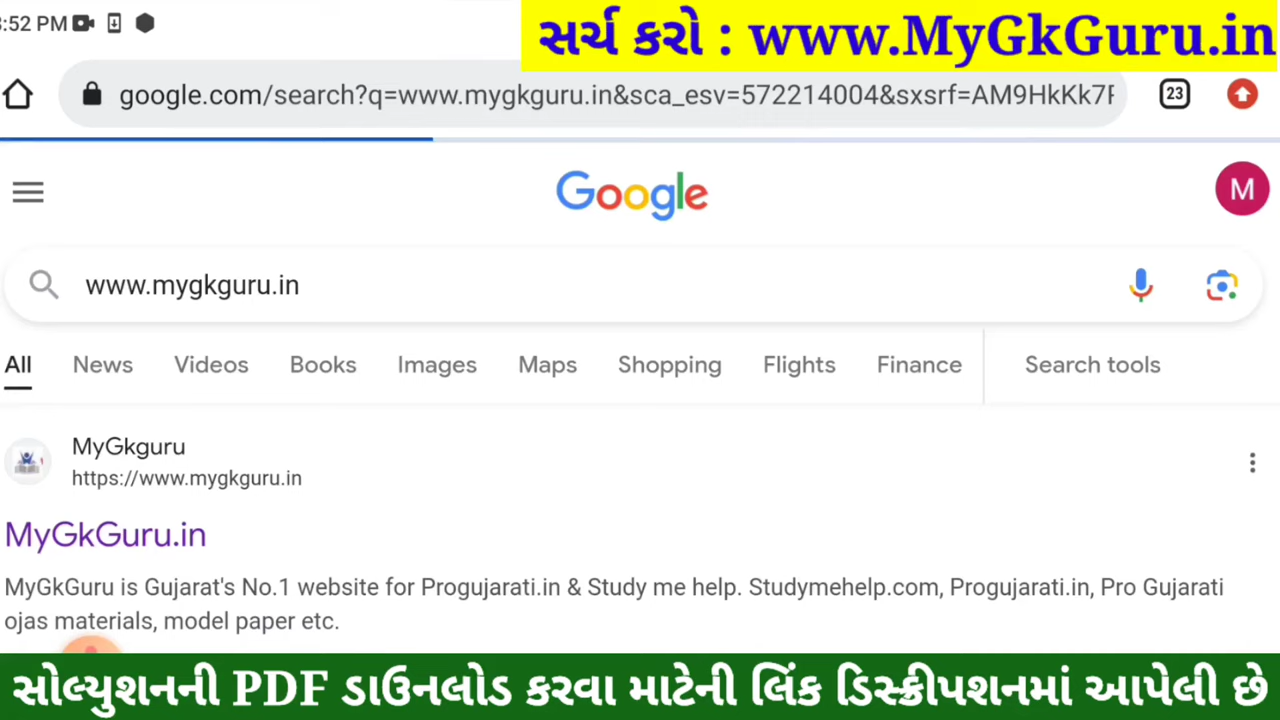 :52 PM
સર્ચ કરો : www.MyGkGuru.in
google.com/search?q=www.mygkguru.in&sca_esv=572214004&sxsrf=AM9HkKk7F
23
Google
M
www.mygkguru.in
All News Videos Books Images Maps Shopping Flights Finance Search tools
MyGkguru
https://www.mygkguru.in
MyGkGuru.in
MyGkGuru is Gujarat's No.1 website for Progujarati.in & Study me help. Studymehelp.com, Progujarati.in, Pro Gujarati
ojas materials, model paper etc.
સોલ્યુશનની PDF ડાઉનલોડ કરવા માટેની લિંક ડિસ્ક્રીપશનમાં આપેલી છે